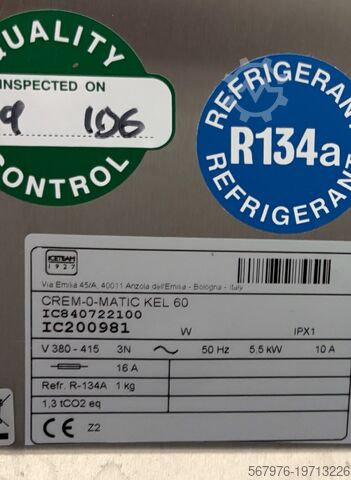 QUALITY
INSPECTED ON
9 106
CONTROL
REFRIGERANT
R134a
REFRIGERANT
ICETEAM
1927
Via Emilia 45/A, 40011 Anzola dell'Emilia - Bologna - Italy
CREM-0-MATIC KEL 60
IC840722100
IC200981 W IPX1
V 380 - 415 3N 50 Hz 5.5 kW 10 A
16 A
Refr. R-134A 1 kg
1,3 tCO2 eq
CE Z2
567976-19713226